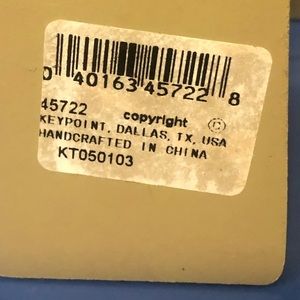 0 40163 45722 8
45722 copyright ©
KEYPOINT, DALLAS, TX, USA
HANDCRAFTED IN CHINA
KT050103